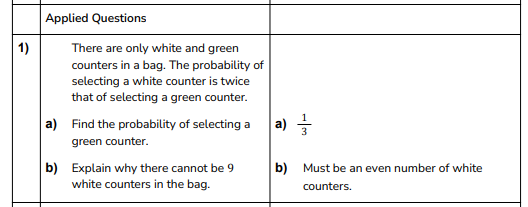 Applied Questions
1) There are only white and green
counters in a bag. The probability of
selecting a white counter is twice
that of selecting a green counter.
a) Find the probability of selecting a
green counter.
a) 1/3
b) Explain why there cannot be 9
white counters in the bag.
b) Must be an even number of white
counters.